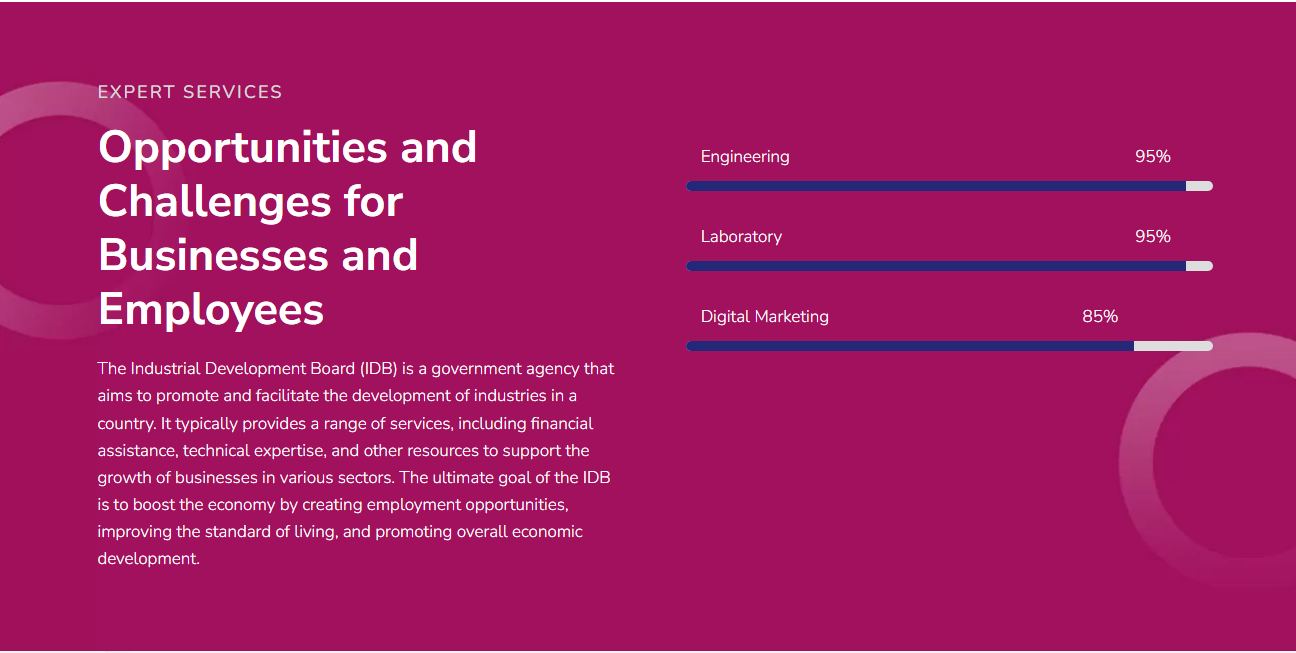 EXPERT SERVICES
Opportunities and
Challenges for
Businesses and
Employees
The Industrial Development Board (IDB) is a government agency that
aims to promote and facilitate the development of industries in a
country. It typically provides a range of services, including financial
assistance, technical expertise, and other resources to support the
growth of businesses in various sectors. The ultimate goal of the IDB
is to boost the economy by creating employment opportunities,
improving the standard of living, and promoting overall economic
development.
Engineering 95%
Laboratory 95%
Digital Marketing 85%